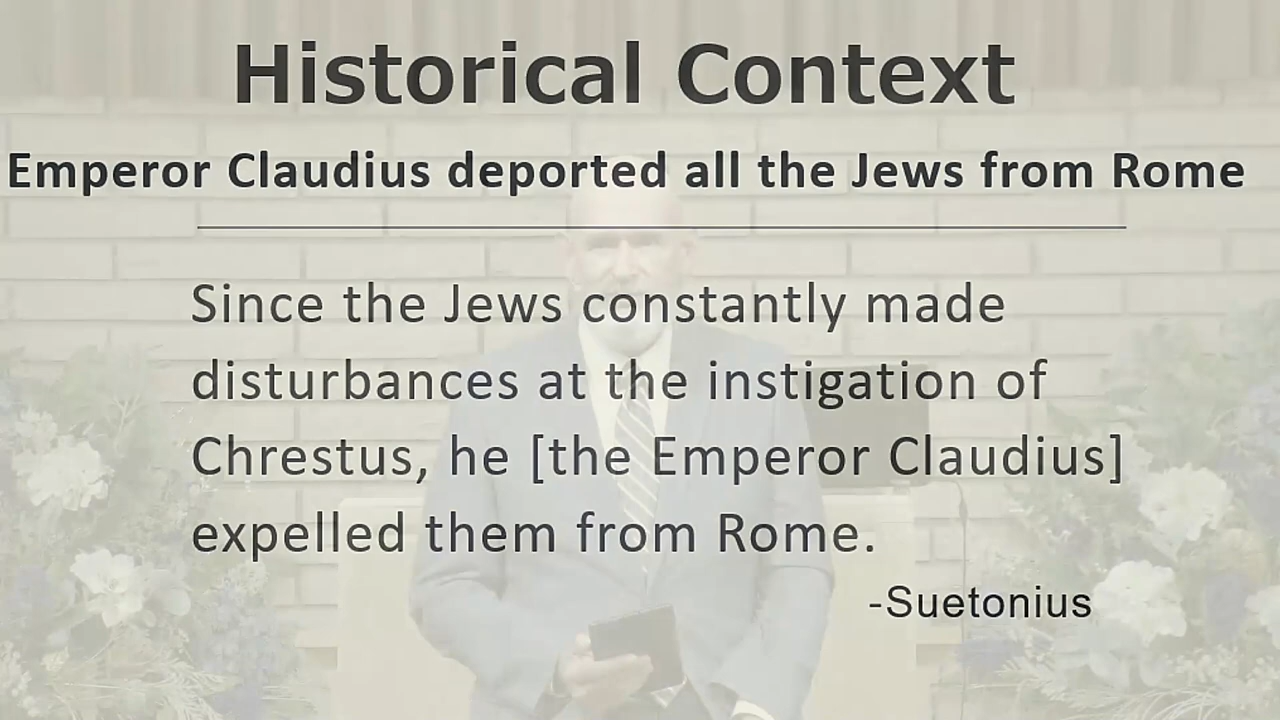 Historical Context
Emperor Claudius deported all the Jews from Rome
Since the Jews constantly made
disturbances at the instigation of
Chrestus, he [the Emperor Claudius]
expelled them from Rome.
-Suetonius